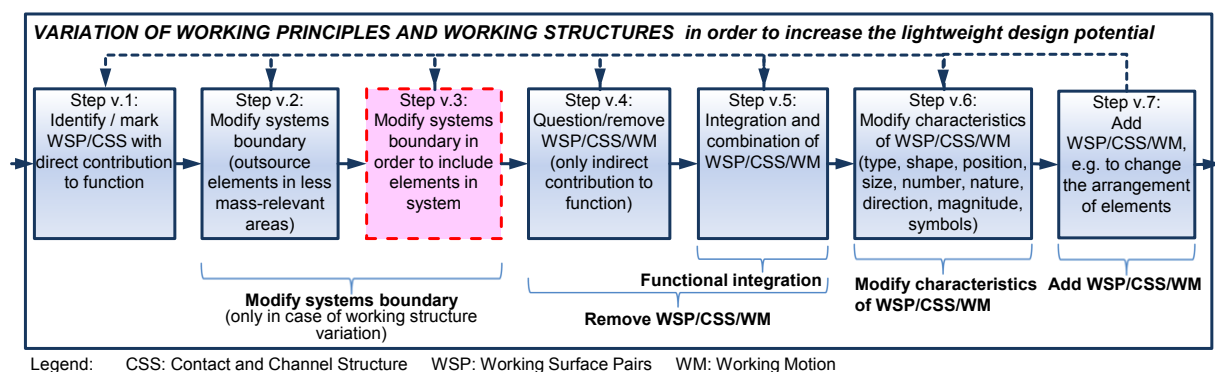 VARIATION OF WORKING PRINCIPLES AND WORKING STRUCTURES in order to increase the lightweight design potential
Step v.1:
Identify / mark
WSP/CSS with
direct contribution
to function
Step v.2:
Modify systems
boundary
(outsource
elements in less
mass-relevant
areas)
Step v.3:
Modify systems
boundary in
order to include
elements in
system
Step v.4:
Question/remove
WSP/CSS/WM
(only indirect
contribution to
function)
Step v.5:
Integration and
combination of
WSP/CSS/WM
Step v.6:
Modify characteristics
of WSP/CSS/WM
(type, shape, position,
size, number, nature,
direction, magnitude,
symbols)
Step v.7:
Add
WSP/CSS/WM,
e.g. to change
the arrangement
of elements
Modify systems boundary
(only in case of working structure
variation)
Functional integration
Remove WSP/CSS/WM
Modify characteristics
of WSP/CSS/WM
Add WSP/CSS/WM
Legend: CSS: Contact and Channel Structure WSP: Working Surface Pairs WM: Working Motion